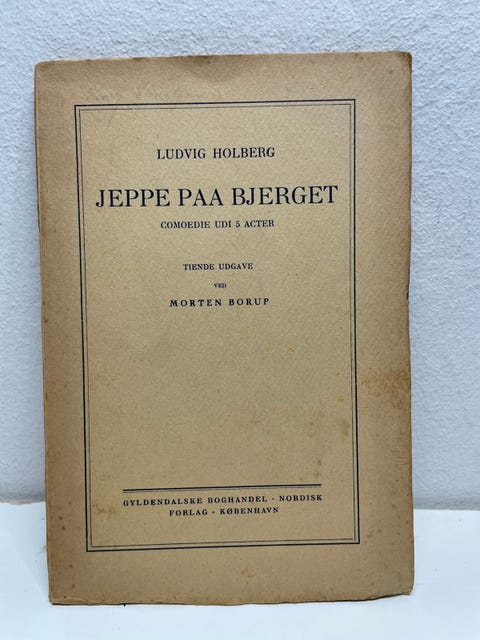 LUDVIG HOLBERG
JEPPE PAA BJERGET
COMOEDIE UDI 5 ACTER
TIENDE UDGAVE
VED
MORTEN BORUP
GYLDENDALSKE BOGHANDEL - NORDISK
FORLAG - KØBENHAVN